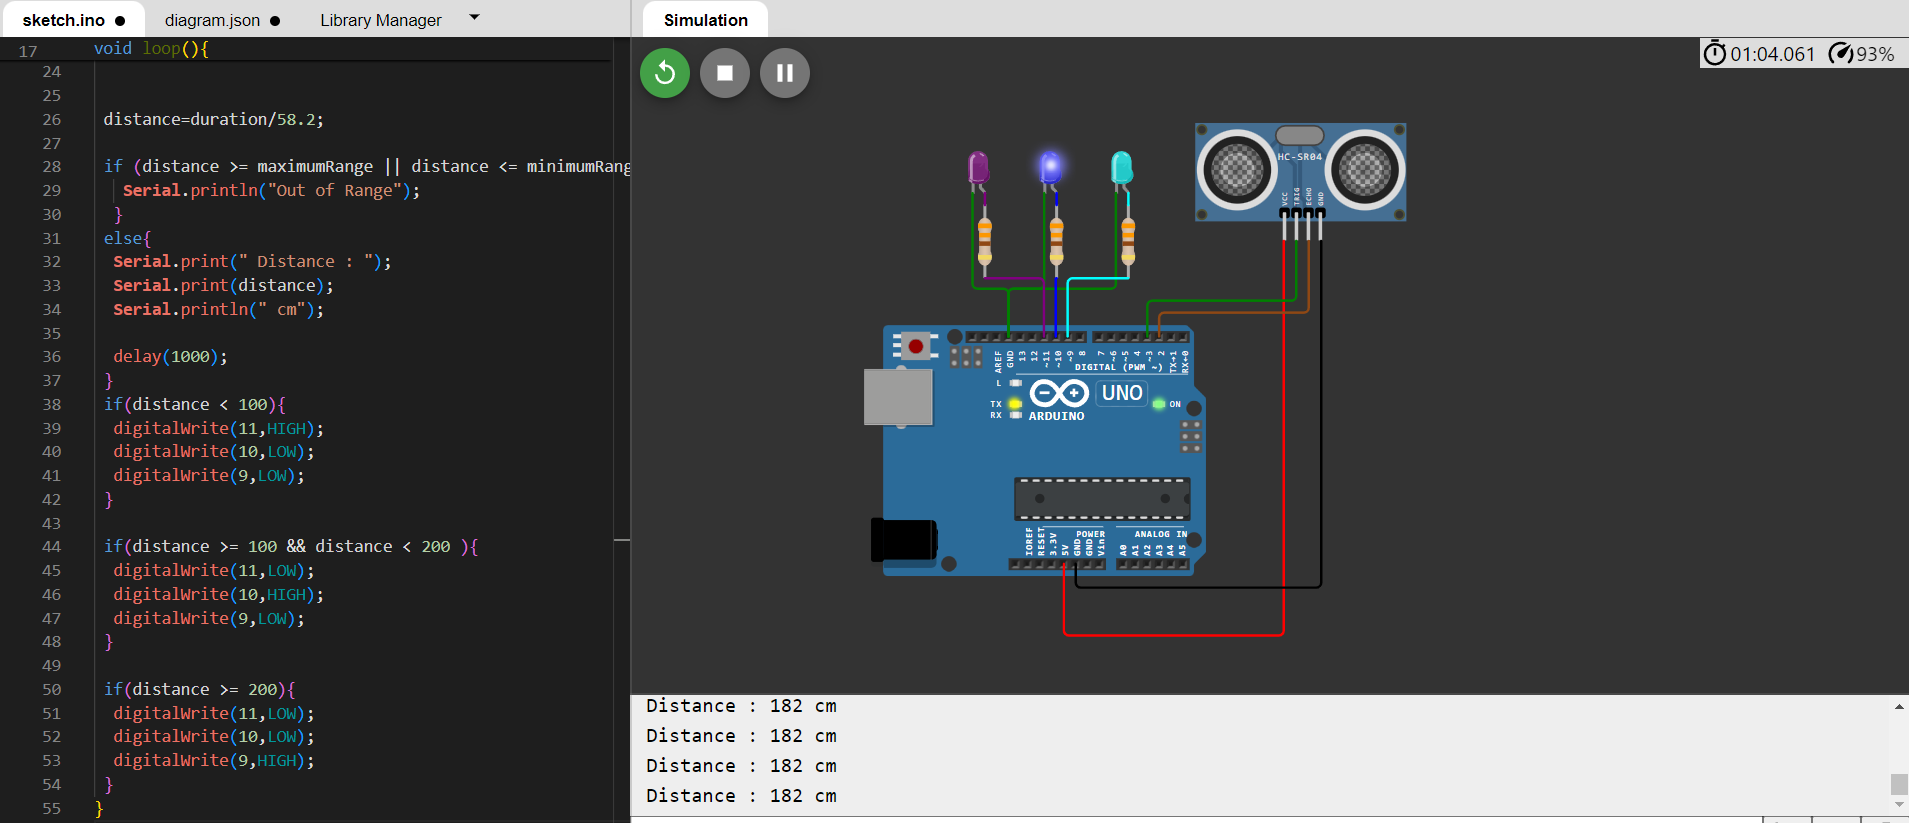 sketch.ino ● diagram.json ● Library Manager
17 void loop(){
24
25
26 distance=duration/58.2;
27
28 if (distance >= maximumRange || distance <= minimumRang
29 Serial.println("Out of Range");
30 }
31 else{
32 Serial.print(" Distance : ");
33 Serial.print(distance);
34 Serial.println(" cm");
35
36 delay(1000);
37 }
38 if(distance < 100){
39 digitalWrite(11,HIGH);
40 digitalWrite(10,LOW);
41 digitalWrite(9,LOW);
42 }
43
44 if(distance >= 100 && distance < 200 ){
45 digitalWrite(11,LOW);
46 digitalWrite(10,HIGH);
47 digitalWrite(9,LOW);
48 }
49
50 if(distance >= 200){
51 digitalWrite(11,LOW);
52 digitalWrite(10,LOW);
53 digitalWrite(9,HIGH);
54 }
55 }
Simulation
01:04.061 93%
HC-SR04
VCC TRIG ECHO GND
AREF GND 13 12 ~11 ~10 ~9 8 7 ~6 ~5 4 ~3 2 TX→1 RX←0
DIGITAL (PWM ~)
L
TX
RX
UNO
ON
ARDUINO
IOREF RESET 3.3V 5V GND GND Vin A0 A1 A2 A3 A4 A5
POWER
ANALOG IN
Distance : 182 cm
Distance : 182 cm
Distance : 182 cm
Distance : 182 cm